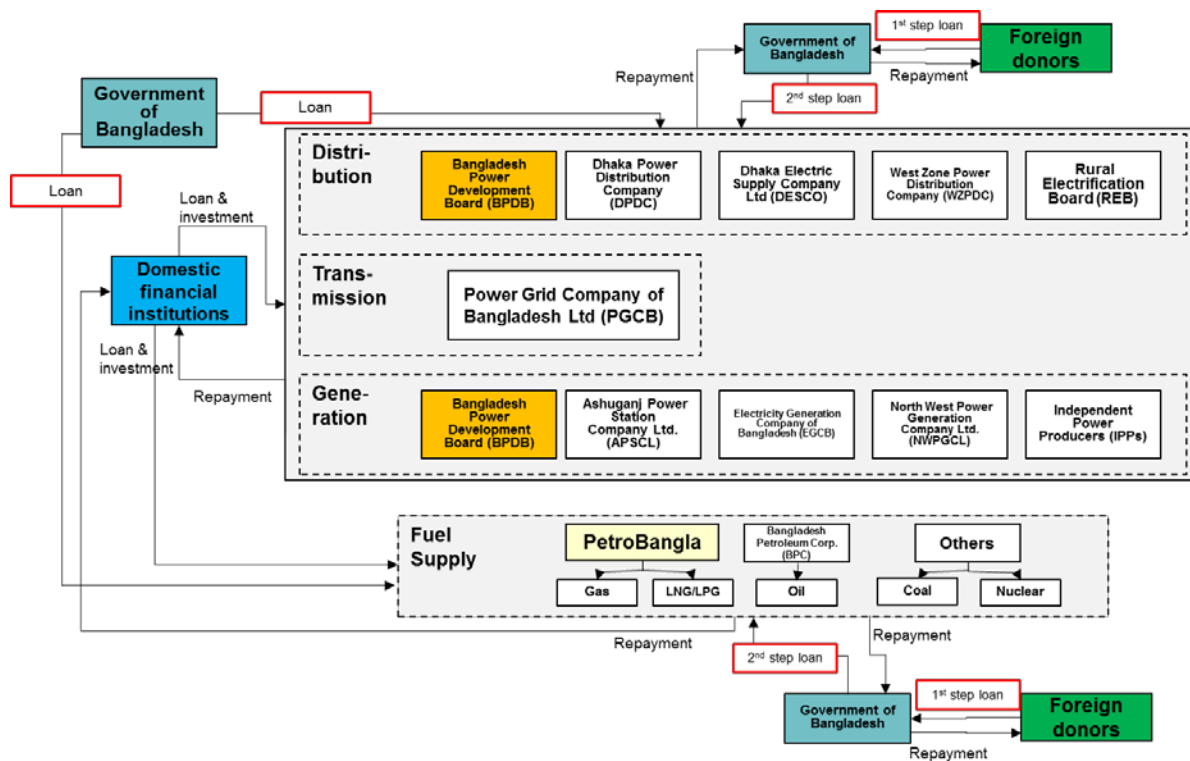 1st step loan
Government of
Bangladesh
Foreign
donors
Repayment
Repayment
2nd step loan
Government
of
Bangladesh
Loan
Loan
Distri-
bution
Bangladesh
Power
Development
Board (BPDB)
Dhaka Power
Distribution
Company
(DPDC)
Dhaka Electric
Supply Company
Ltd (DESCO)
West Zone Power
Distribution
Company (WZPDC)
Rural
Electrification
Board (REB)
Loan &
investment
Domestic
financial
institutions
Trans-
mission
Power Grid Company of
Bangladesh Ltd (PGCB)
Loan &
investment
Repayment
Gene-
ration
Bangladesh
Power
Development
Board (BPDB)
Ashuganj Power
Station
Company Ltd.
(APSCL)
Electricity Generation
Company of
Bangladesh (EGCB)
North West Power
Generation
Company Ltd.
(NWPGCL)
Independent
Power
Producers (IPPs)
Fuel
Supply
PetroBangla
Bangladesh
Petroleum Corp.
(BPC)
Others
Gas
LNG/LPG
Oil
Coal
Nuclear
Repayment
Repayment
2nd step loan
1st step loan
Government of
Bangladesh
Foreign
donors
Repayment